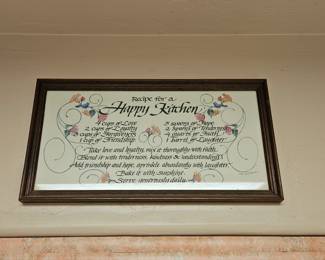 Recipe for a
Happy Kitchen
4 cups of Love
2 cups of Loyalty
3 cups of Forgiveness
1 cup of Friendship
5 spoons of Hope
2 spoons of Tenderness
4 quarts of Faith
1 barrel of Laughter
Take love and loyalty, mix it thoroughly with faith.
Blend it with tenderness, kindness & understanding.
Add friendship and hope, sprinkle abundantly with laughter.
Bake it with sunshine.
Serve generously daily.